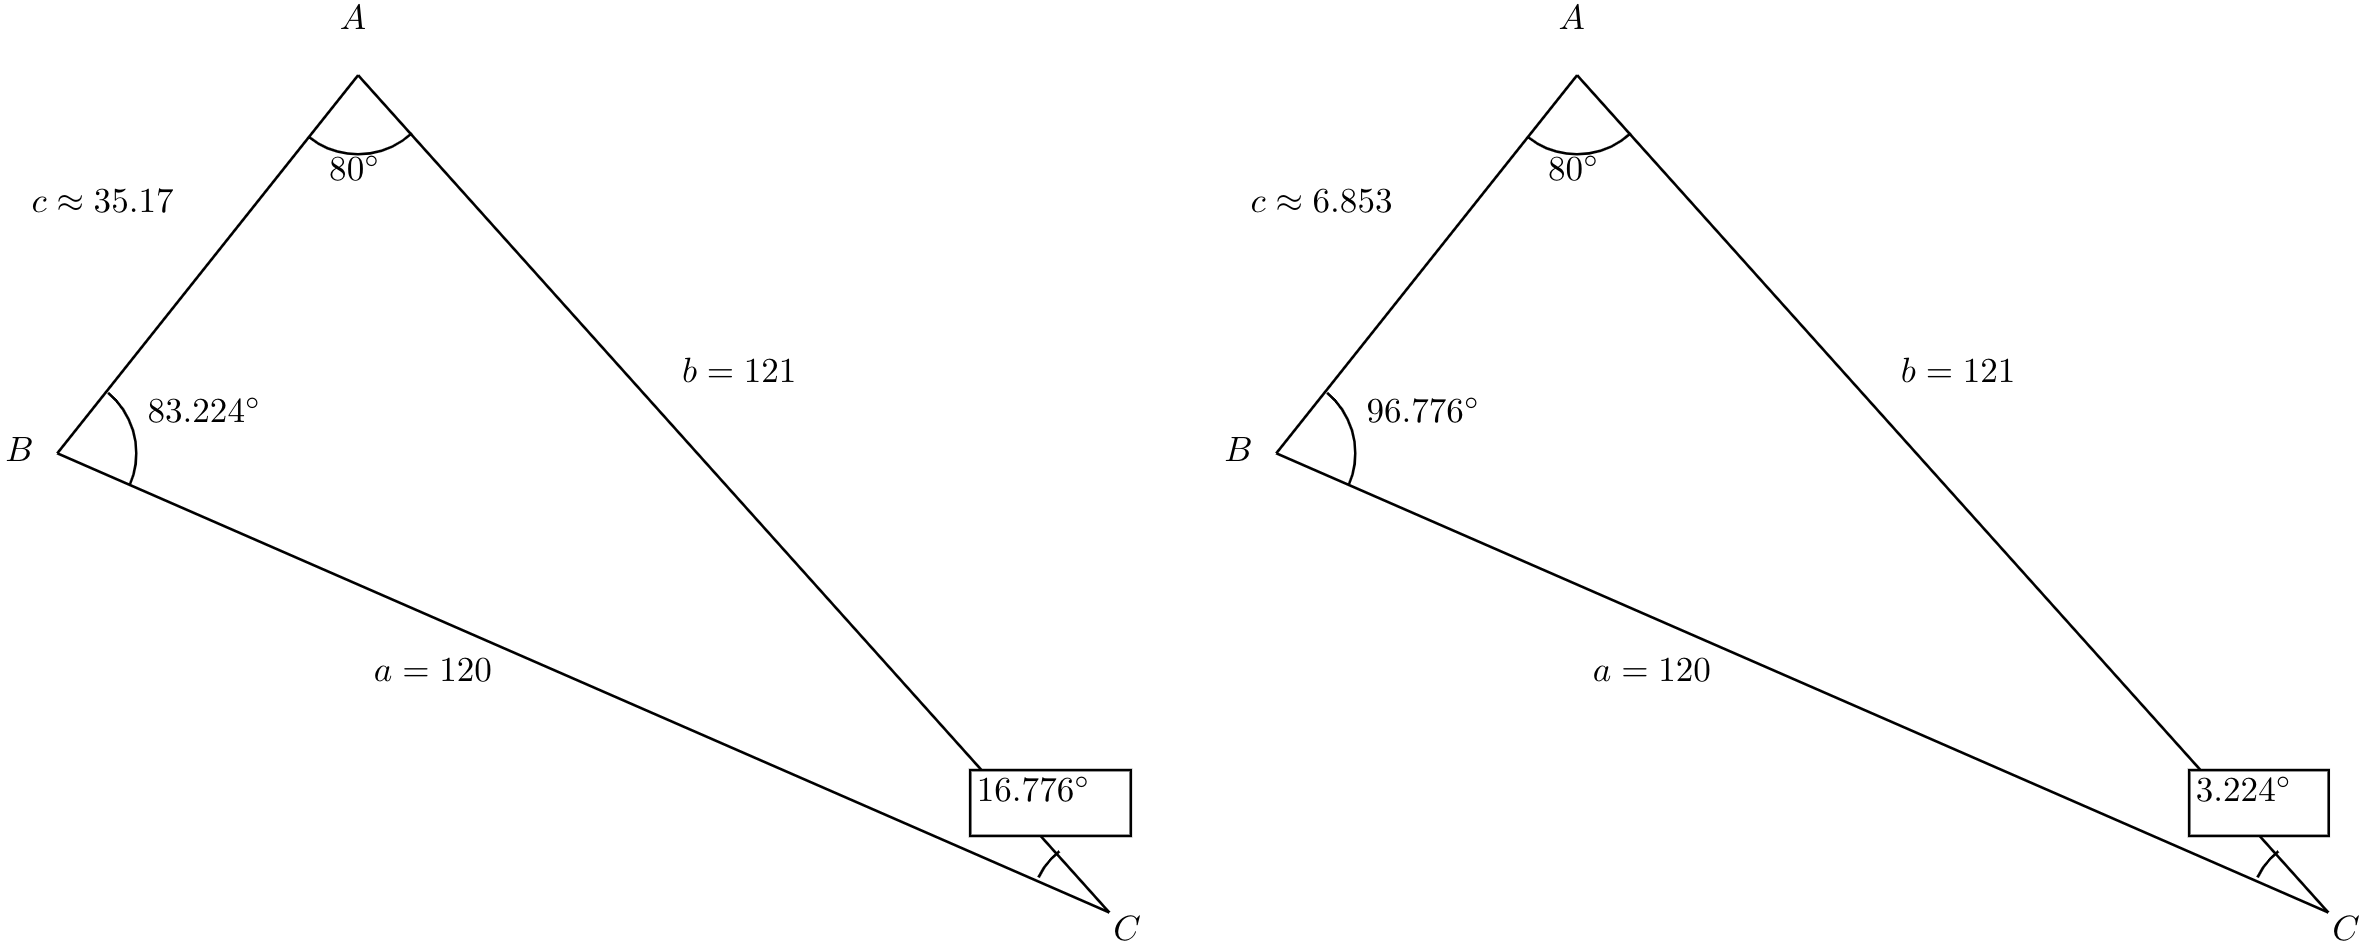 A
80°
c ≈ 35.17
b = 121
83.224°
B
a = 120
16.776°
C
A
80°
c ≈ 6.853
b = 121
96.776°
B
a = 120
3.224°
C